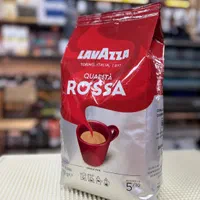 LAVAZZA
TORINO, ITALIA, 1895
QUALITÀ
ROSSA
5